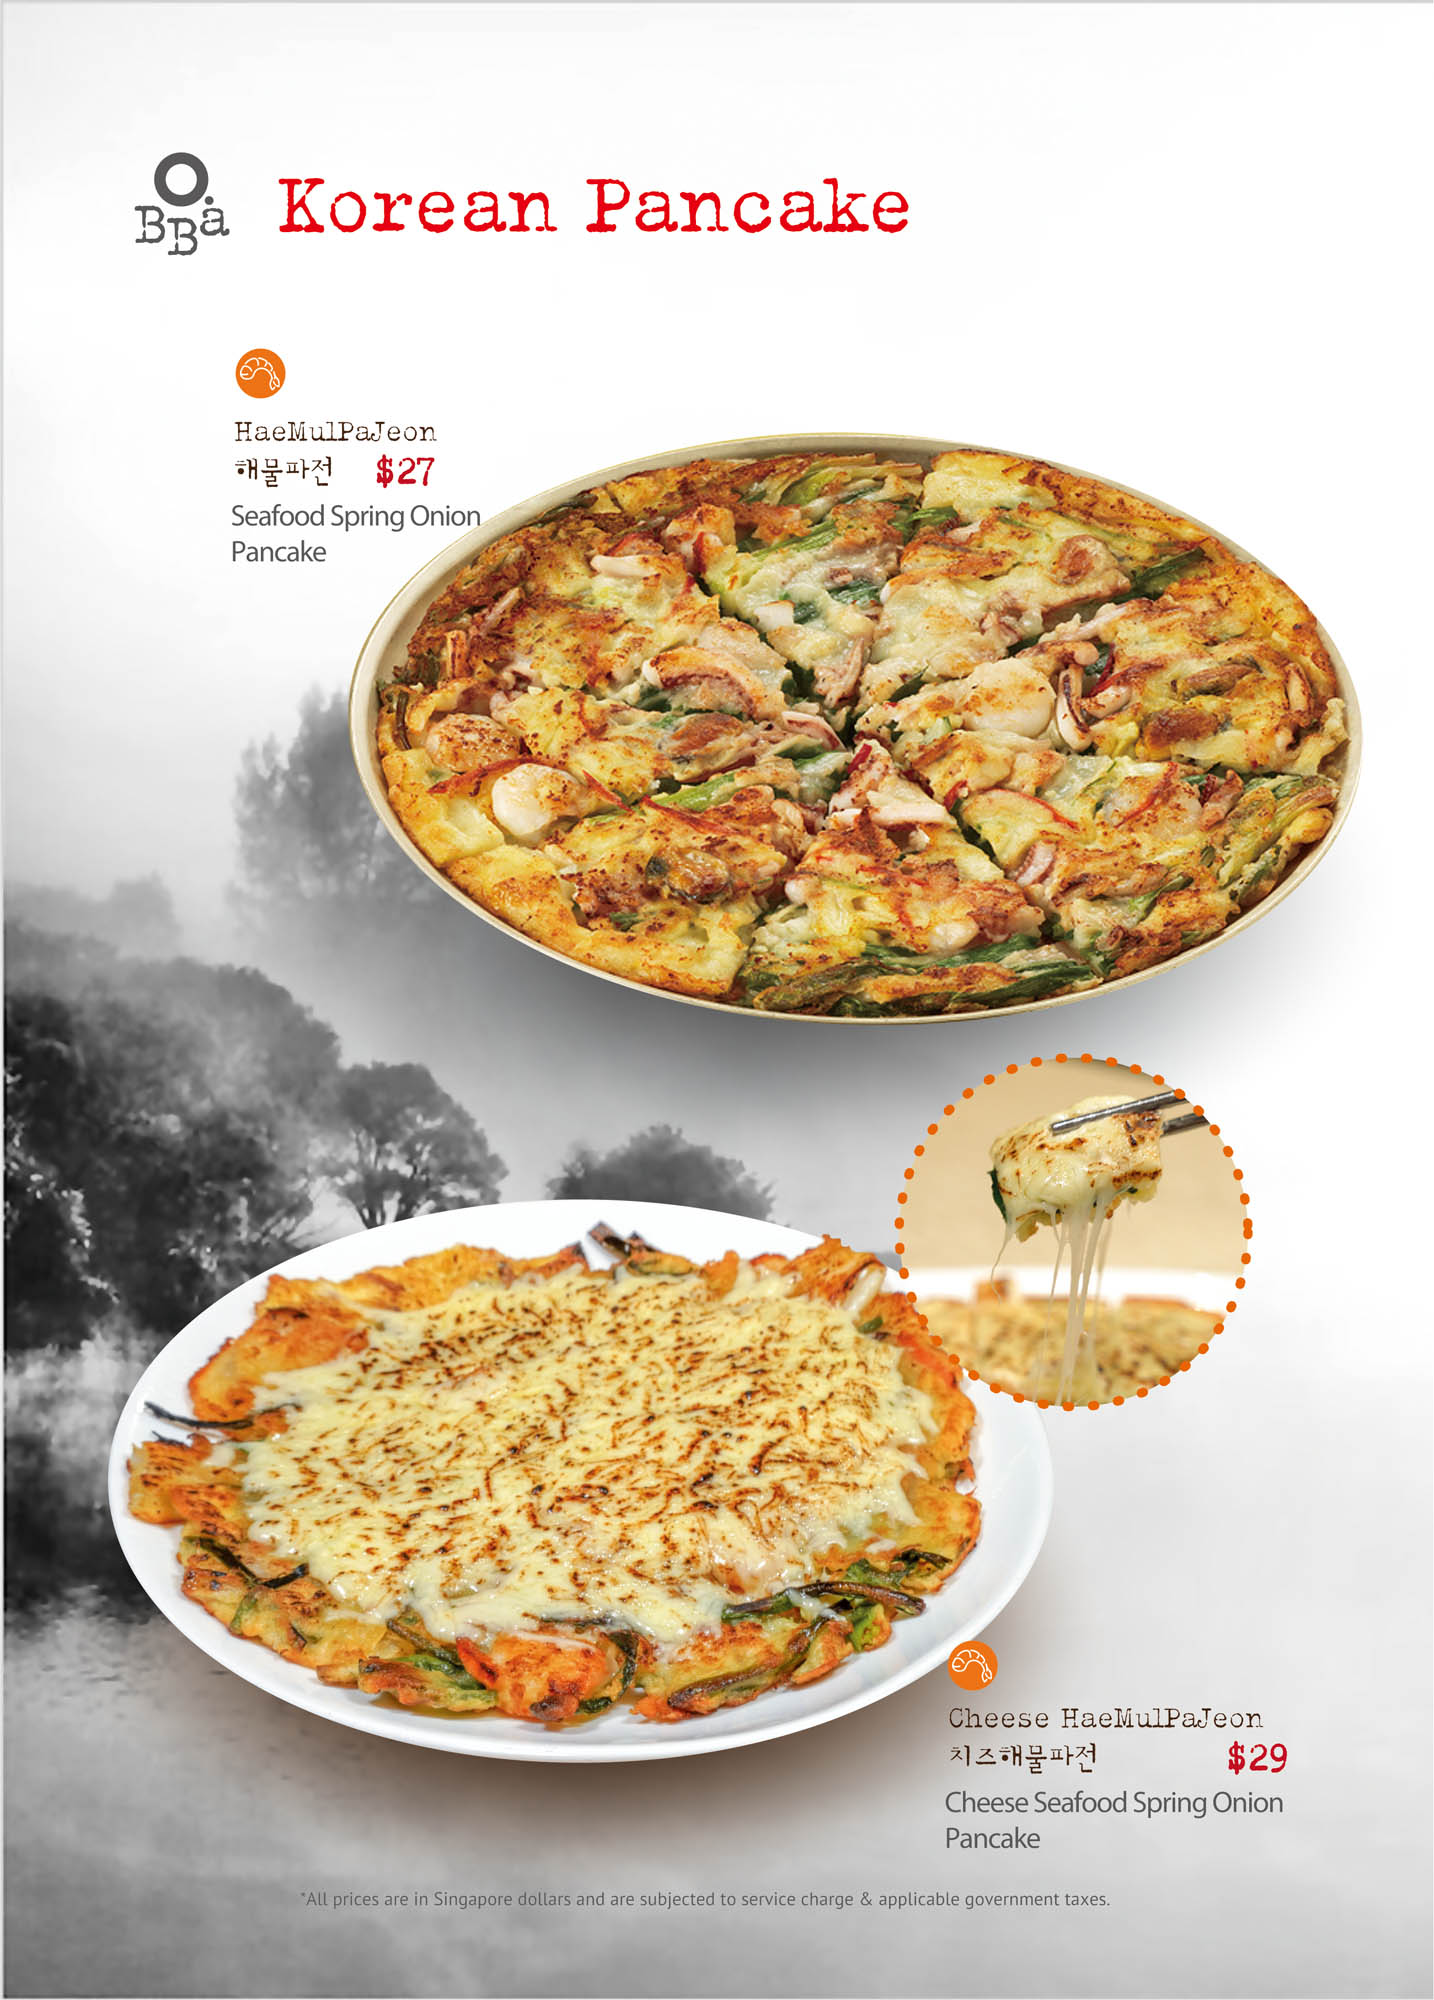 O.BBa
Korean Pancake
HaeMulPaJeon
해물파전 $27
Seafood Spring Onion
Pancake
Cheese HaeMulPaJeon
치즈해물파전 $29
Cheese Seafood Spring Onion
Pancake
*All prices are in Singapore dollars and are subjected to service charge & applicable government taxes.